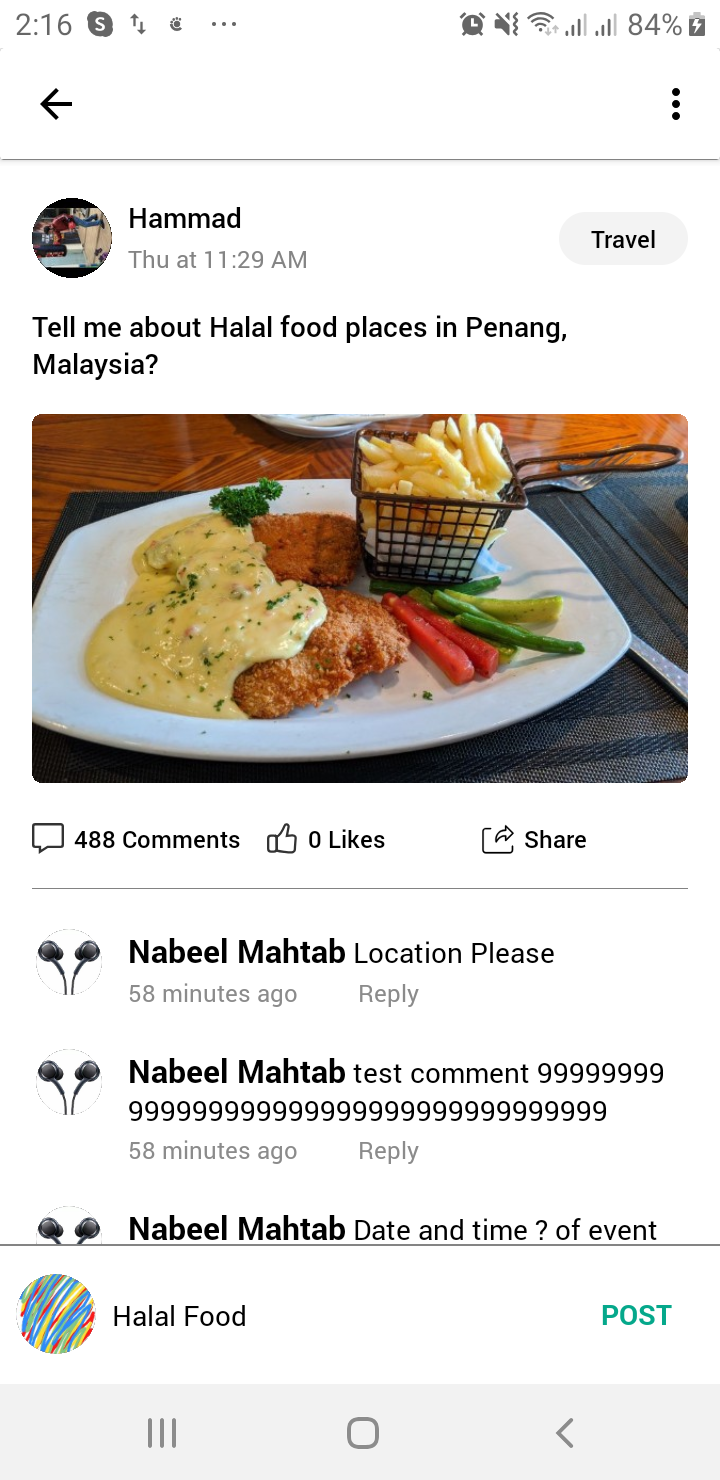 2:16 S ... 84%
Hammad
Thu at 11:29 AM
Travel
Tell me about Halal food places in Penang,
Malaysia?
488 Comments 0 Likes Share
Nabeel Mahtab Location Please
58 minutes ago Reply
Nabeel Mahtab test comment 99999999
999999999999999999999999999999
58 minutes ago Reply
Nabeel Mahtab Date and time ? of event
Halal Food POST